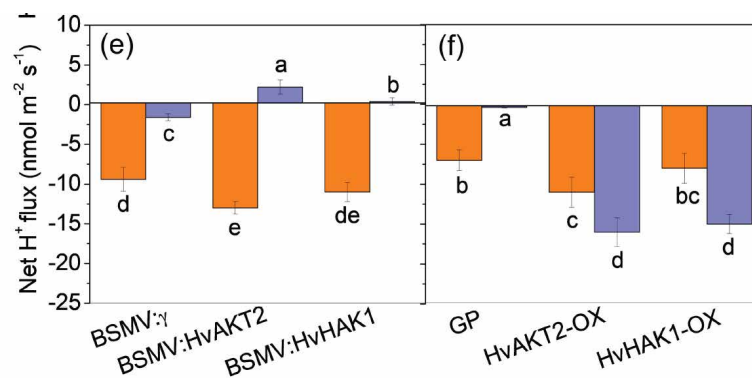 Net H⁺ flux (nmol m⁻² s⁻¹)
10
5
0
-5
-10
-15
-20
-25
(e)
a
b
c
d
e
de
BSMV:γ
BSMV:HvAKT2
BSMV:HvHAK1
(f)
a
b
c
bc
d
d
GP
HvAKT2-OX
HvHAK1-OX